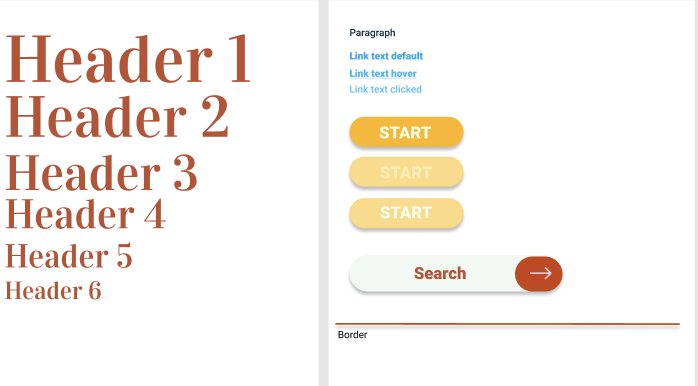 Header 1
Header 2
Header 3
Header 4
Header 5
Header 6
Paragraph
Link text default
Link text hover
Link text clicked
START
START
START
Search
Border